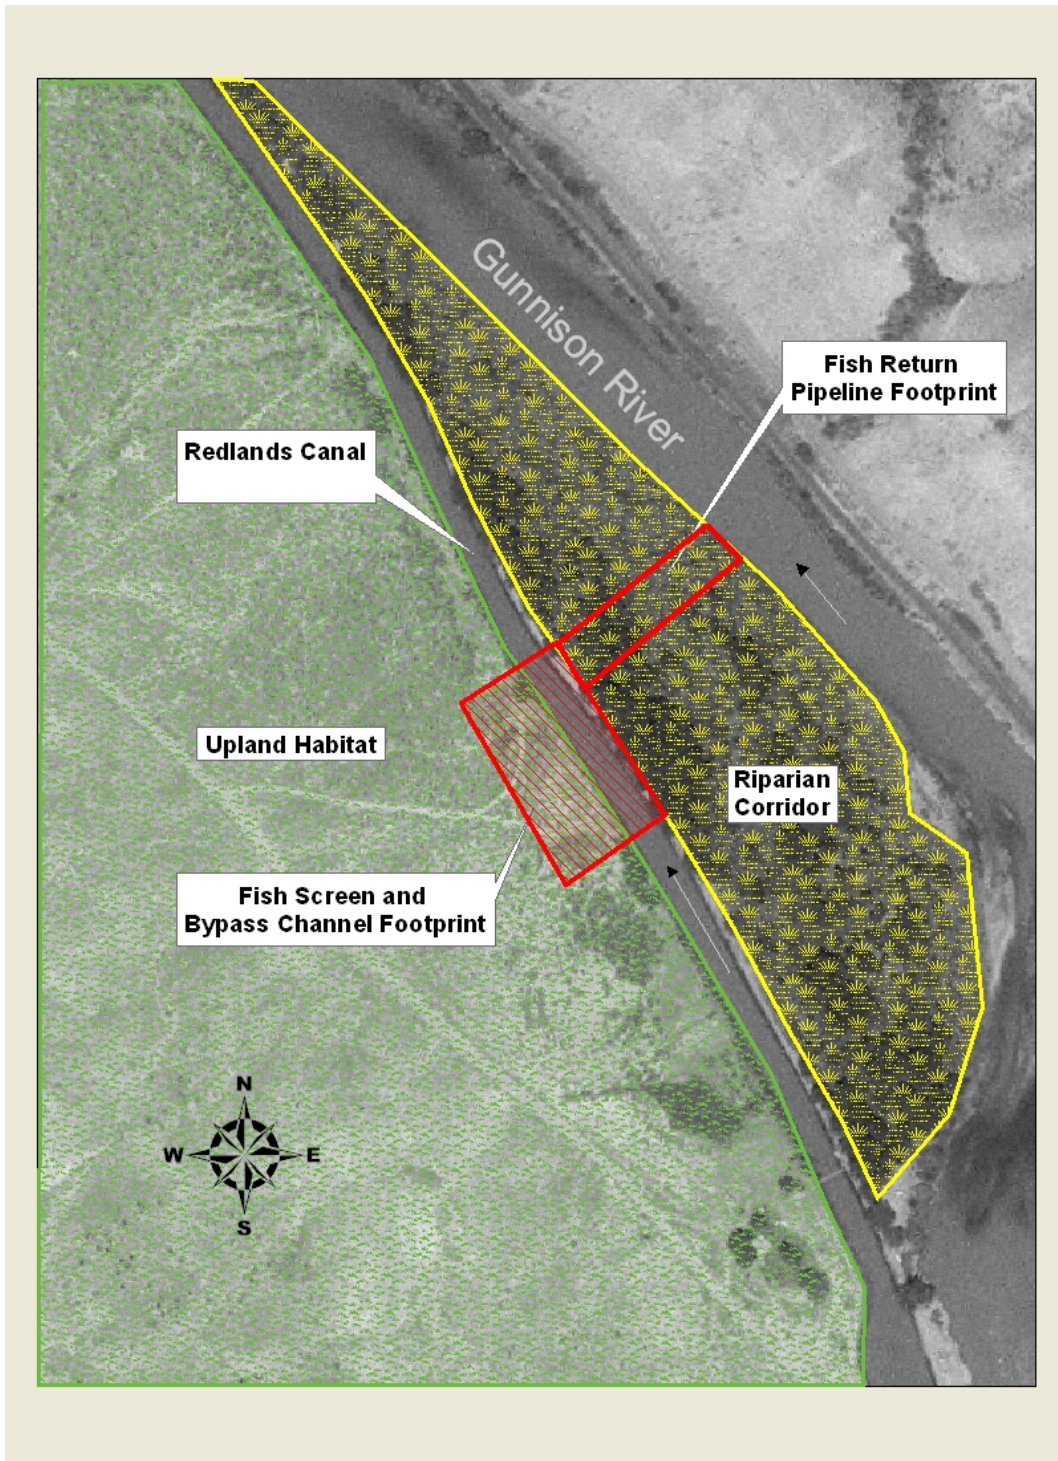 Gunnison River
Fish Return
Pipeline Footprint
Redlands Canal
Upland Habitat
Riparian
Corridor
Fish Screen and
Bypass Channel Footprint
N
W
E
S